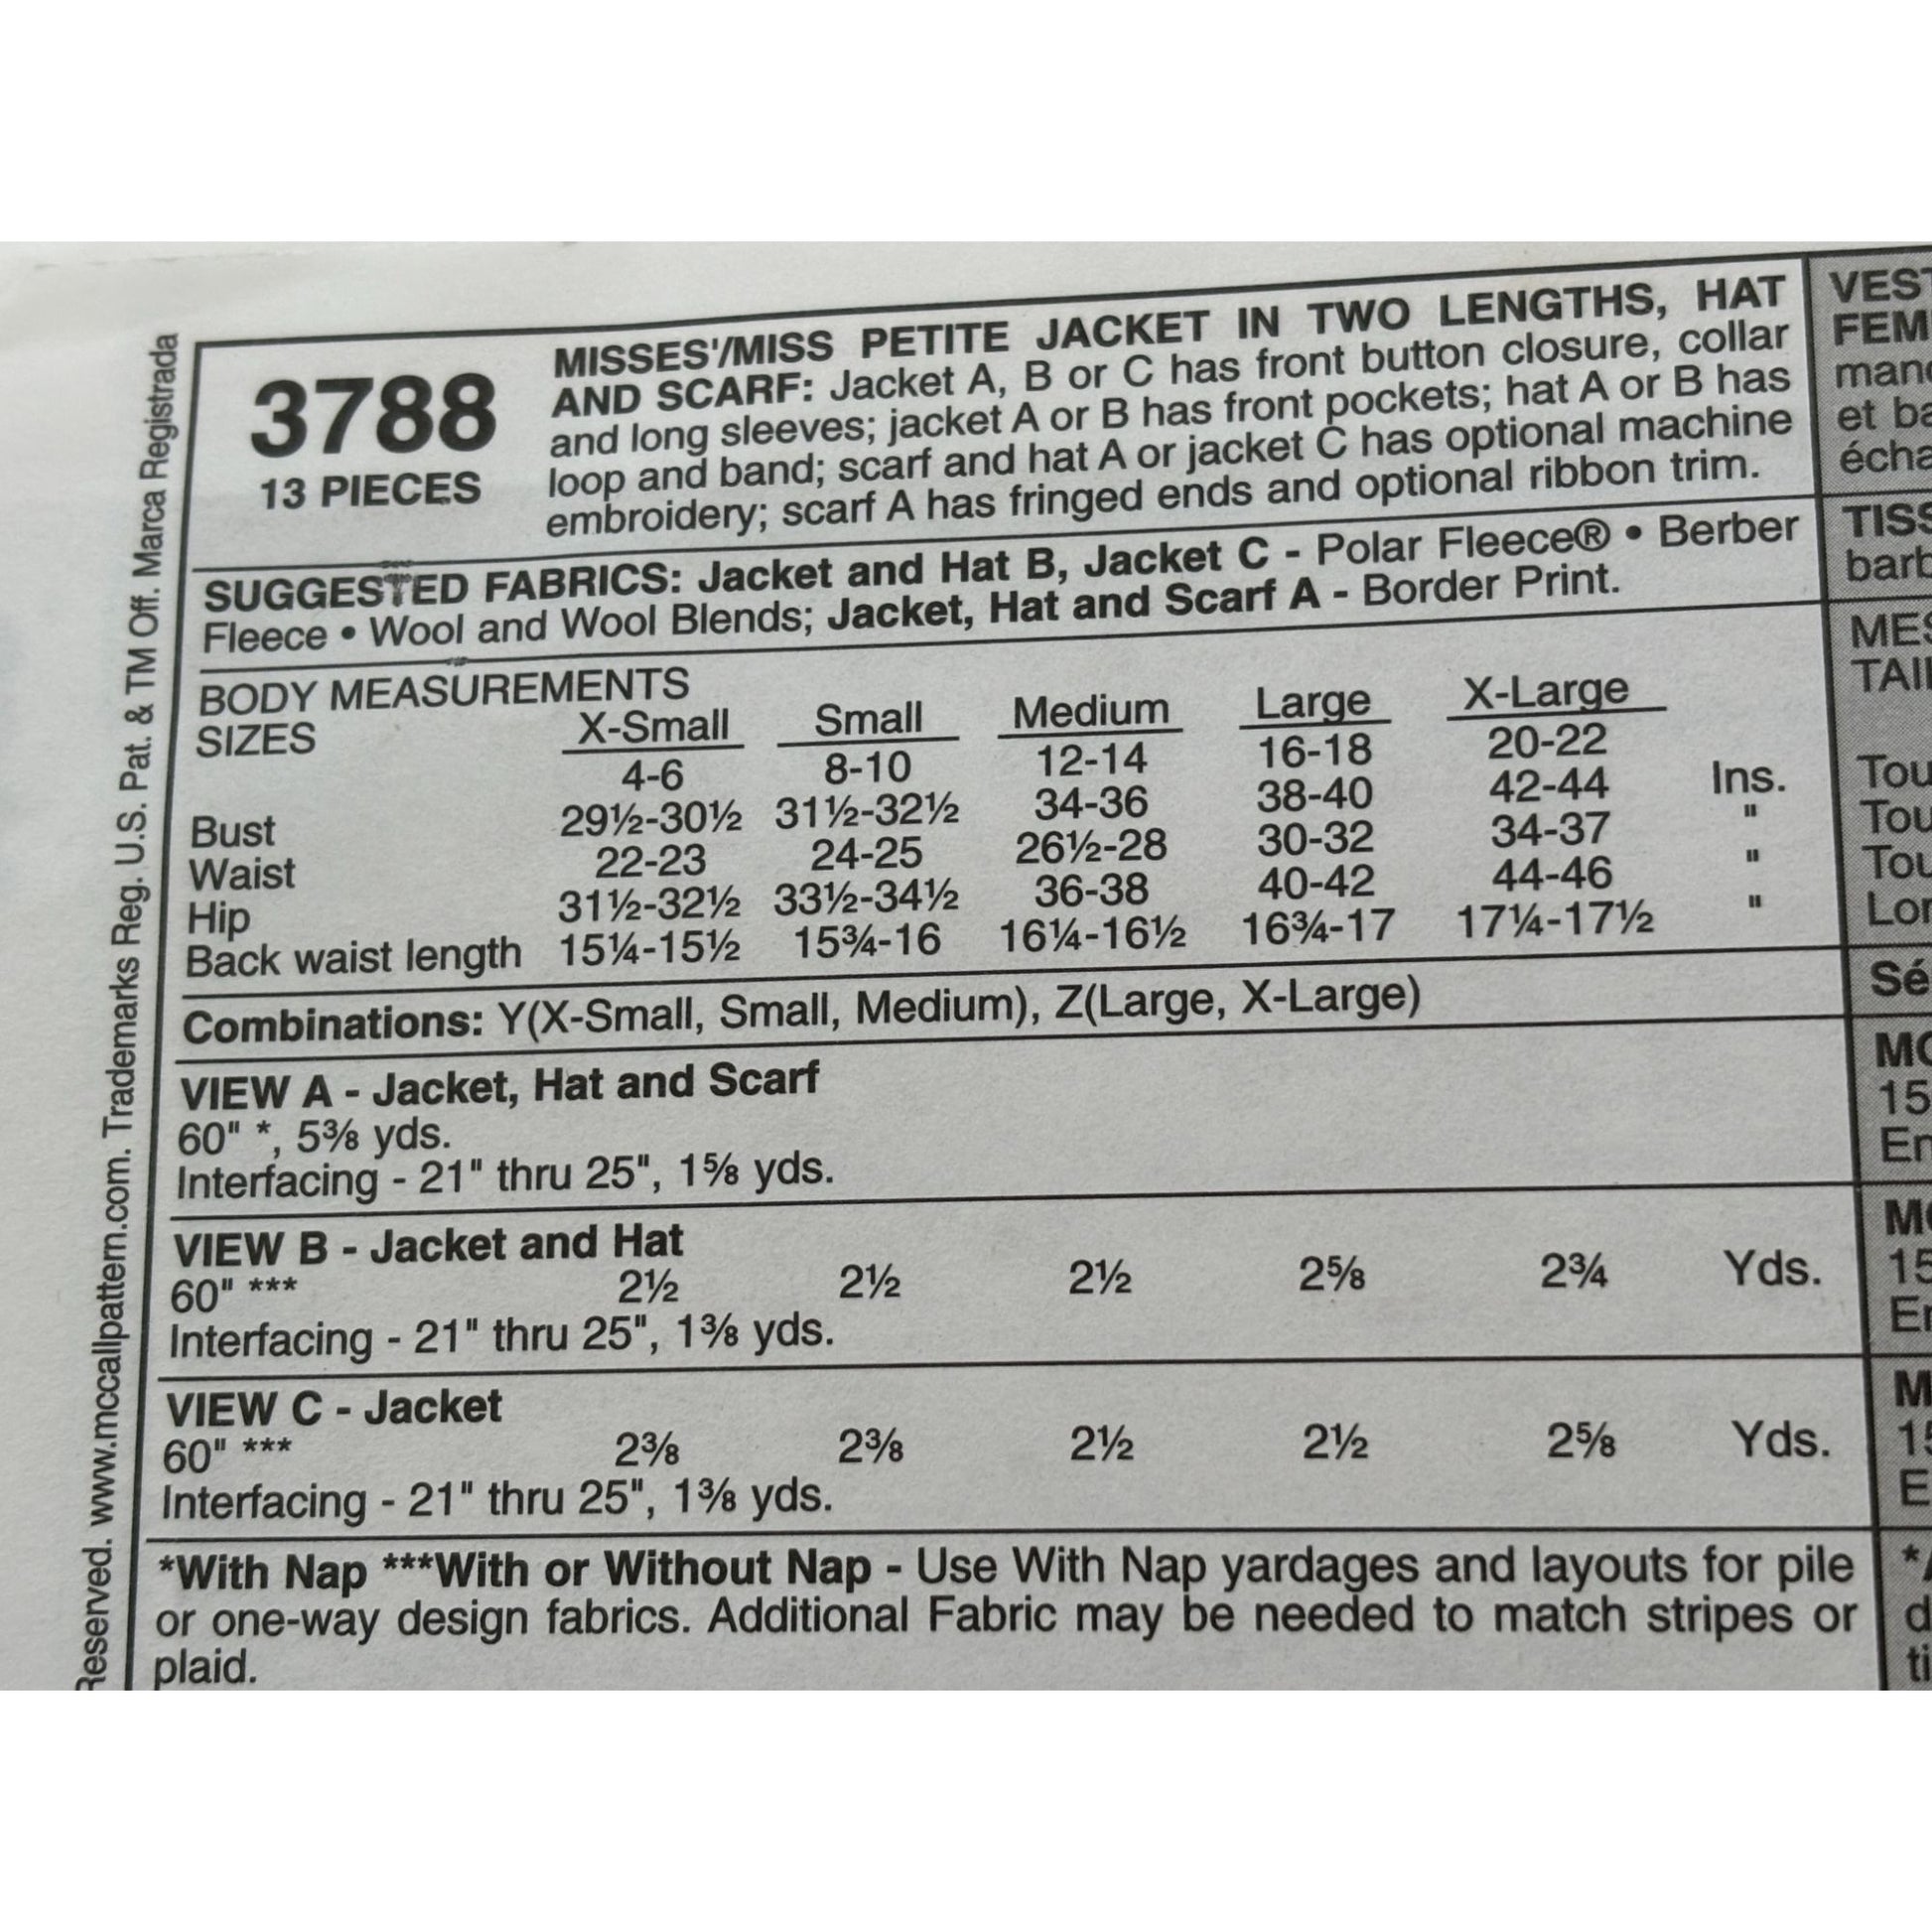 Reserved. www.mccallpattern.com. Trademarks Reg. U.S. Pat. & TM Off. Marca Registrada
3788
13 PIECES
MISSES'/MISS PETITE JACKET IN TWO LENGTHS, HAT
AND SCARF: Jacket A, B or C has front button closure, collar
and long sleeves; jacket A or B has front pockets; hat A or B has
loop and band; scarf and hat A or jacket C has optional machine
embroidery; scarf A has fringed ends and optional ribbon trim.
SUGGESTED FABRICS: Jacket and Hat B, Jacket C - Polar Fleece® • Berber
Fleece • Wool and Wool Blends; Jacket, Hat and Scarf A - Border Print.
BODY MEASUREMENTS
SIZES X-Small Small Medium Large X-Large
4-6 8-10 12-14 16-18 20-22
Bust 29½-30½ 31½-32½ 34-36 38-40 42-44 Ins.
Waist 22-23 24-25 26½-28 30-32 34-37 "
Hip 31½-32½ 33½-34½ 36-38 40-42 44-46 "
Back waist length 15¼-15½ 15¾-16 16¼-16½ 16¾-17 17¼-17½ "
Combinations: Y(X-Small, Small, Medium), Z(Large, X-Large)
VIEW A - Jacket, Hat and Scarf
60" *, 5⅜ yds.
Interfacing - 21" thru 25", 1⅝ yds.
VIEW B - Jacket and Hat
60" *** 2½ 2½ 2½ 2⅝ 2¾ Yds.
Interfacing - 21" thru 25", 1⅜ yds.
VIEW C - Jacket
60" *** 2⅜ 2⅜ 2½ 2½ 2⅝ Yds.
Interfacing - 21" thru 25", 1⅜ yds.
*With Nap ***With or Without Nap - Use With Nap yardages and layouts for pile
or one-way design fabrics. Additional Fabric may be needed to match stripes or
plaid.